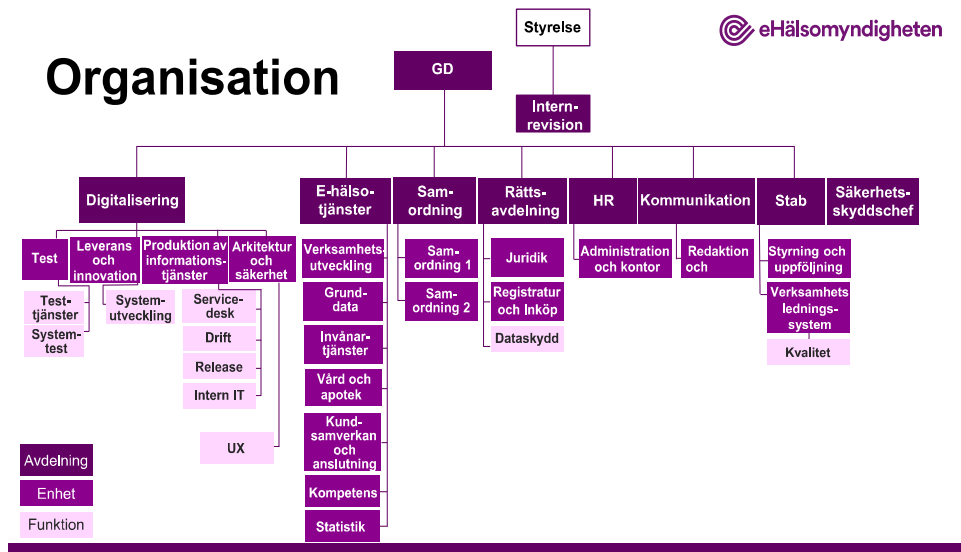 Styrelse
eHälsomyndigheten
Organisation
GD
Intern-
revision
Digitalisering
E-hälso-
tjänster
Sam-
ordning
Rätts-
avdelning
HR
Kommunikation
Stab
Säkerhets-
skyddschef
Test
Leverans
och
innovation
Produktion av
informations-
tjänster
Arkitektur
och
säkerhet
Verksamhets-
utveckling
Sam-
ordning 1
Juridik
Administration
och kontor
Redaktion
och
Styrning och
uppföljning
Test-
tjänster
System-
utveckling
Service-
desk
Grund-
data
Sam-
ordning 2
Registratur
och Inköp
Verksamhets
lednings-
system
System-
test
Drift
Invånar-
tjänster
Dataskydd
Kvalitet
Release
Vård och
apotek
Intern IT
UX
Kund-
samverkan
och
anslutning
Kompetens
Statistik
Avdelning
Enhet
Funktion